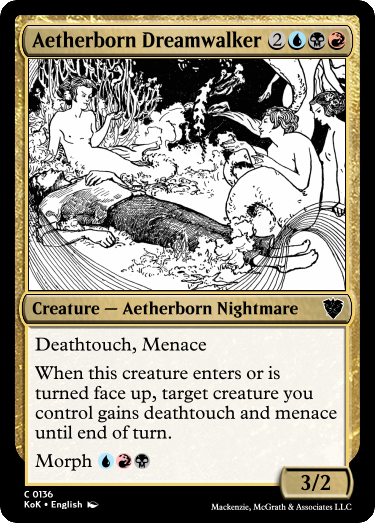 Aetherborn Dreamwalker 2
Creature — Aetherborn Nightmare
Deathtouch, Menace
When this creature enters or is
turned face up, target creature you
control gains deathtouch and menace
until end of turn.
Morph
3/2
C 0136
KoK • English
Mackenzie, McGrath & Associates LLC